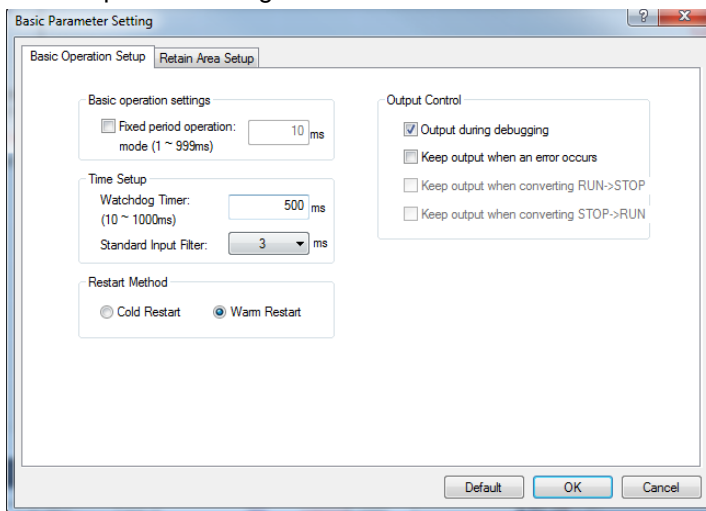 Basic Parameter Setting
Basic Operation Setup
Retain Area Setup
Basic operation settings
Fixed period operation:
mode (1 ~ 999ms)
10 ms
Time Setup
Watchdog Timer:
(10 ~ 1000ms)
500 ms
Standard Input Filter:
3 ms
Restart Method
Cold Restart
Warm Restart
Output Control
Output during debugging
Keep output when an error occurs
Keep output when converting RUN->STOP
Keep output when converting STOP->RUN
Default
OK
Cancel